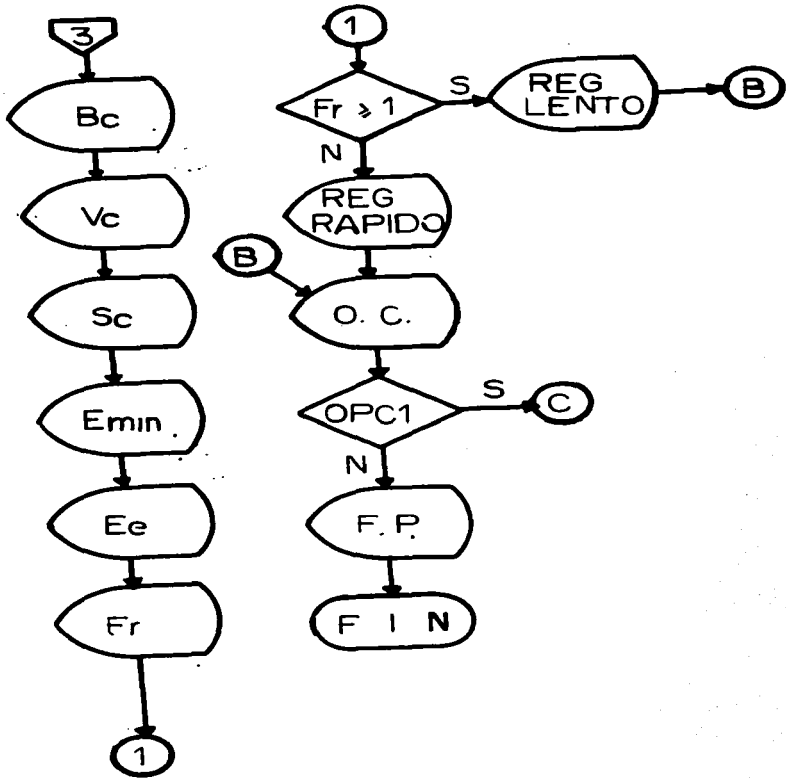 3
Bc
Vc
Sc
Emin.
Ee
Fr
1
1
Fr ⩾ 1
S
REG
LENTO
B
N
REG
RAPIDO
B
O. C.
OPC1
S
C
N
F. P.
F I N